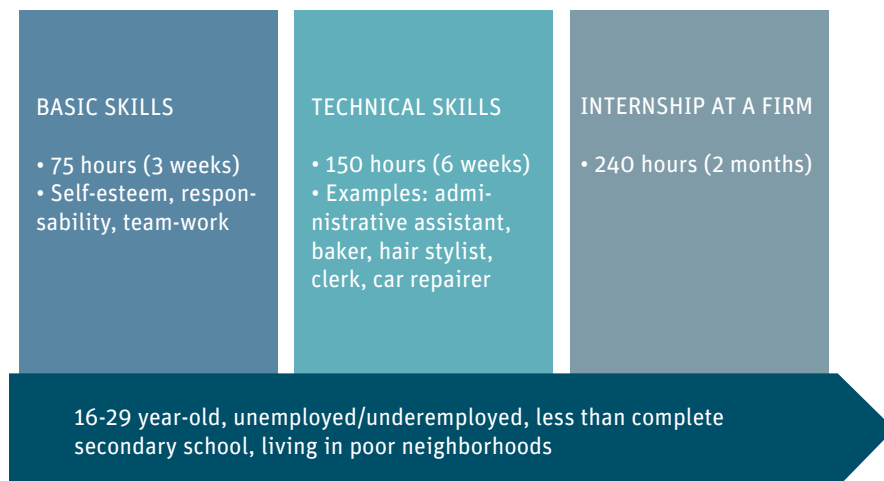 BASIC SKILLS
• 75 hours (3 weeks)
• Self-esteem, respon-
sability, team-work
TECHNICAL SKILLS
• 150 hours (6 weeks)
• Examples: admi-
nistrative assistant,
baker, hair stylist,
clerk, car repairer
INTERNSHIP AT A FIRM
• 240 hours (2 months)
16-29 year-old, unemployed/underemployed, less than complete
secondary school, living in poor neighborhoods